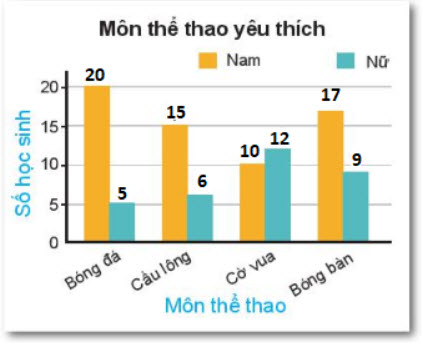 Môn thể thao yêu thích
Nam
Nữ
Số học sinh
20
15
10
5
0
20
5
15
6
10
12
17
9
Bóng đá
Cầu lông
Cờ vua
Bóng bàn
Môn thể thao